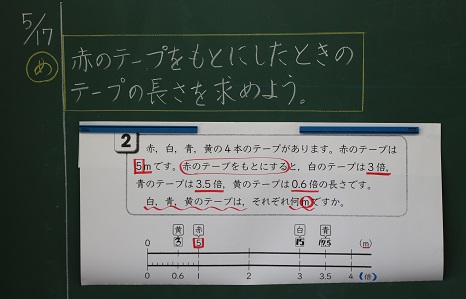 5/17
め
赤のテープをもとにしたときの
テープの長さを求めよう。
2
赤，白，青，黄の4本のテープがあります。赤のテープは
5mです。赤のテープをもとにすると，白のテープは3倍，
青のテープは3.5倍，黄のテープは0.6倍の長さです。
白，青，黄のテープは，それぞれ何mですか。
黄 赤 白 青
0 3 5 15 17.5 (m)
0 0.6 1 2 3 3.5 4 (倍)